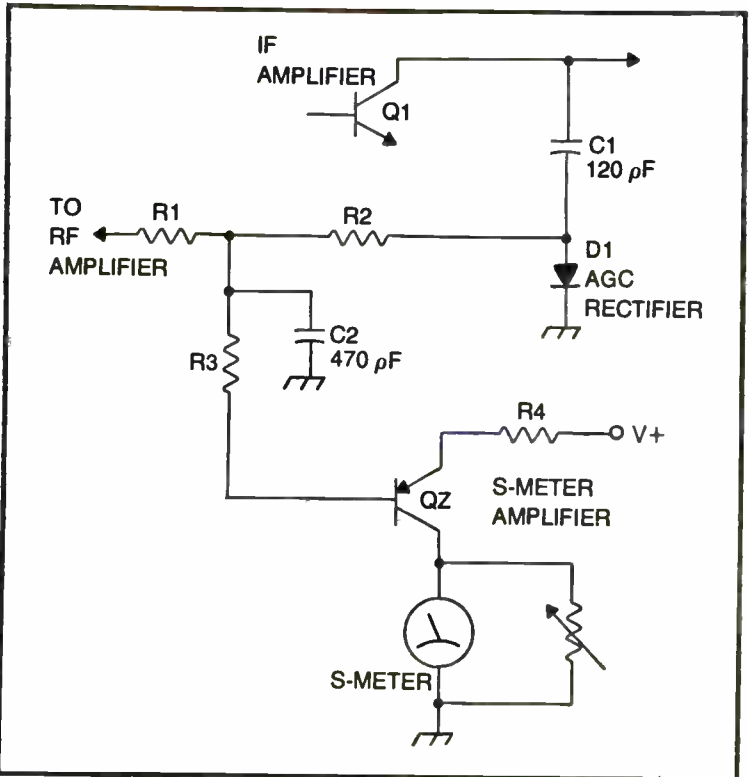 IF
AMPLIFIER
Q1
C1
120 ρF
TO
RF
AMPLIFIER
R1
R2
D1
AGC
RECTIFIER
C2
470 ρF
R3
R4
V+
QZ
S-METER
AMPLIFIER
S-METER